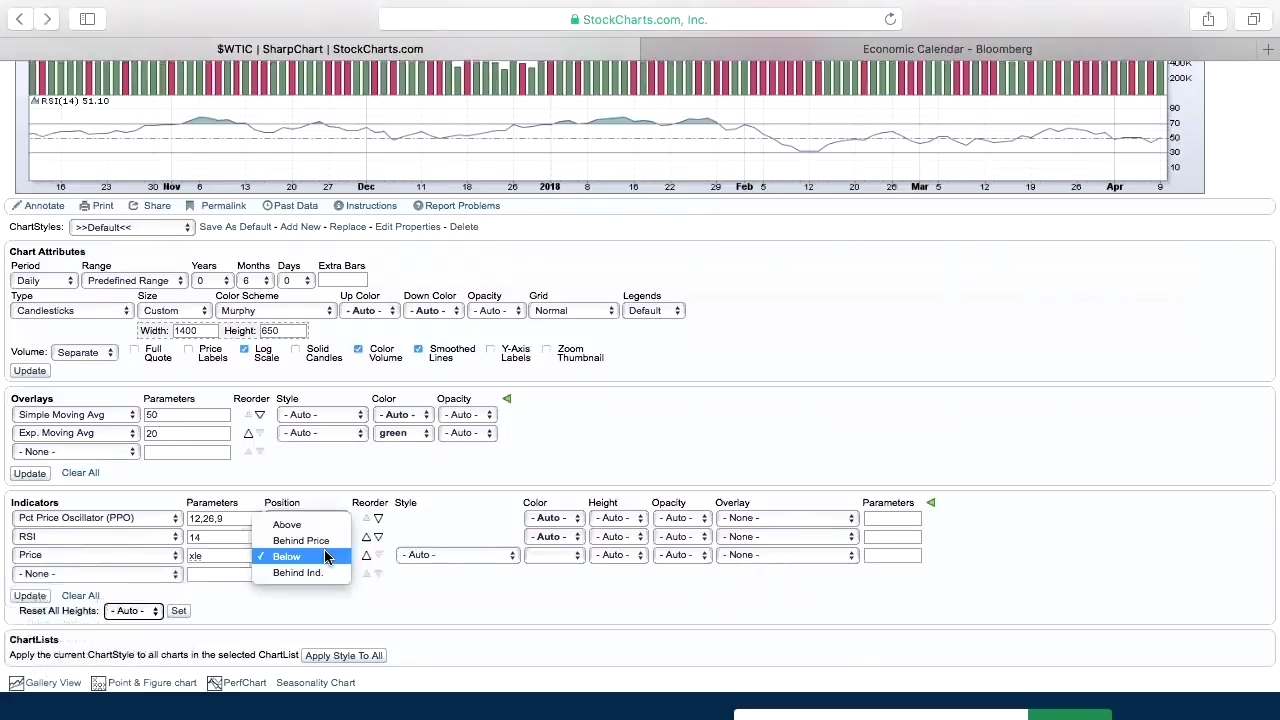 StockCharts.com, Inc.
$WTIC | SharpChart | StockCharts.com
Economic Calendar - Bloomberg
400K
200K
RSI(14) 51.10
90
70
50
30
10
16 23 30 Nov 6 13 20 27 Dec 11 18 26 2018 8 16 22 29 Feb 5 12 20 26 Mar 5 12 19 26 Apr 9
Annotate Print Share Permalink Past Data Instructions Report Problems
ChartStyles: >>Default<< Save As Default - Add New - Replace - Edit Properties - Delete
Chart Attributes
Period Range Years Months Days Extra Bars
Daily Predefined Range 0 6 0
Type Size Color Scheme Up Color Down Color Opacity Grid Legends
Candlesticks Custom Murphy - Auto - - Auto - - Auto - Normal Default
Width: 1400 Height: 650
Volume: Separate Full Quote Price Labels Log Scale Solid Candles Color Volume Smoothed Lines Y-Axis Labels Zoom Thumbnail
Update
Overlays Parameters Reorder Style Color Opacity
Simple Moving Avg 50 - Auto - - Auto - - Auto -
Exp. Moving Avg 20 - Auto - green - Auto -
- None -
Update Clear All
Indicators Parameters Position Reorder Style Color Height Opacity Overlay Parameters
Pct Price Oscillator (PPO) 12,26,9 - Auto - - Auto - - Auto - - None -
Above
RSI 14 Behind Price - Auto - - Auto - - Auto - - None -
Price xle ✓ Below - Auto - - Auto - - Auto - - None -
- None - Behind Ind.
Update Clear All
Reset All Heights: - Auto - Set
ChartLists
Apply the current ChartStyle to all charts in the selected ChartList Apply Style To All
Gallery View Point & Figure chart PerfChart Seasonality Chart